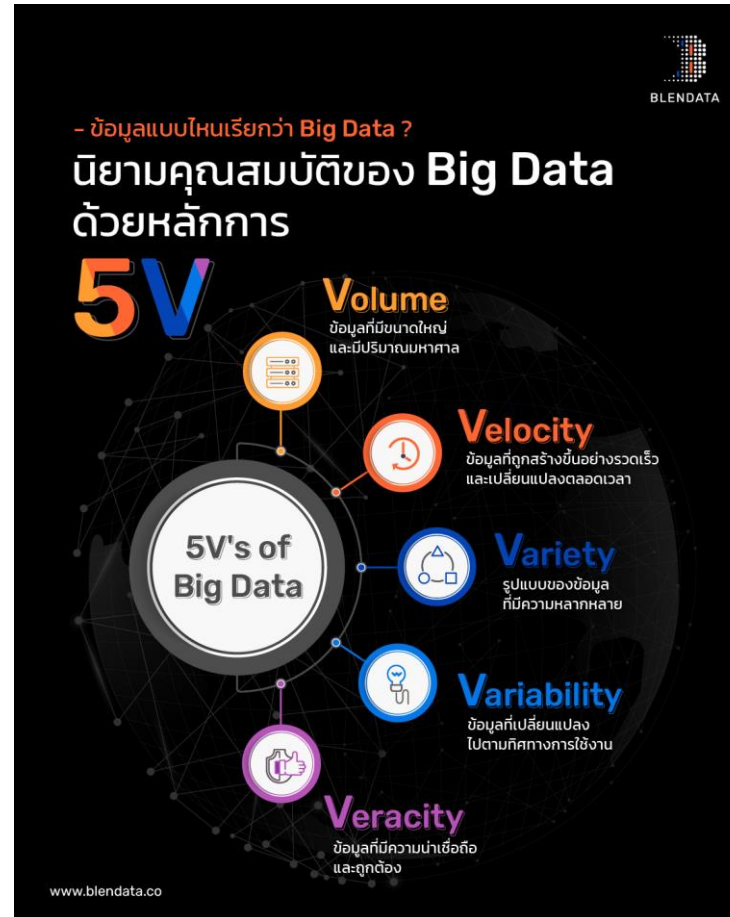 BLENDATA
– ข้อมูลแบบไหนเรียกว่า Big Data ?
นิยามคุณสมบัติของ Big Data
ด้วยหลักการ
5V
Volume
ข้อมูลที่มีขนาดใหญ่
และมีปริมาณมหาศาล
Velocity
ข้อมูลที่ถูกสร้างขึ้นอย่างรวดเร็ว
และเปลี่ยนแปลงตลอดเวลา
5V's of
Big Data
Variety
รูปแบบของข้อมูล
ที่มีความหลากหลาย
Variability
ข้อมูลที่เปลี่ยนแปลง
ไปตามทิศทางการใช้งาน
Veracity
ข้อมูลที่มีความน่าเชื่อถือ
และถูกต้อง
www.blendata.co